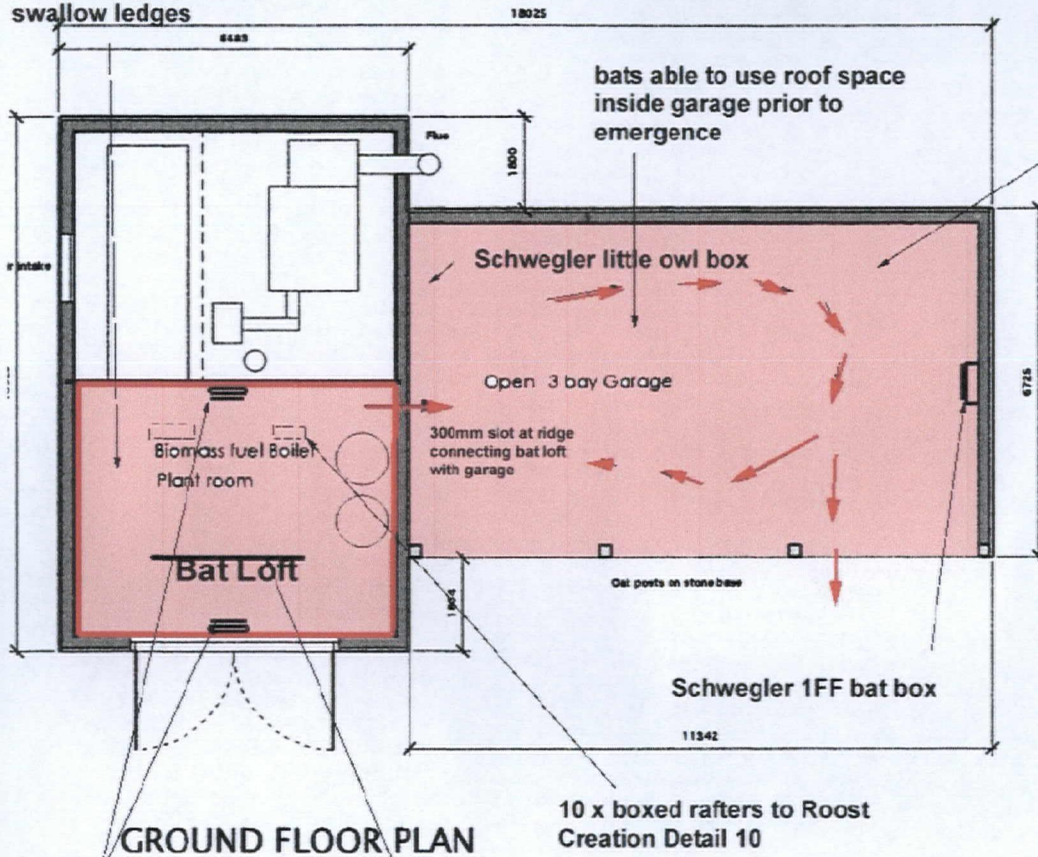 swallow ledges
18025
bats able to use roof space
inside garage prior to
emergence
Flue
1800
Schwegler little owl box
Open 3 bay Garage
6725
300mm slot at ridge
connecting bat loft
with garage
Biomass fuel Boiler
Plant room
Bat Loft
Oak posts on stone base
Schwegler 1FF bat box
11342
10 x boxed rafters to Roost
Creation Detail 10
GROUND FLOOR PLAN